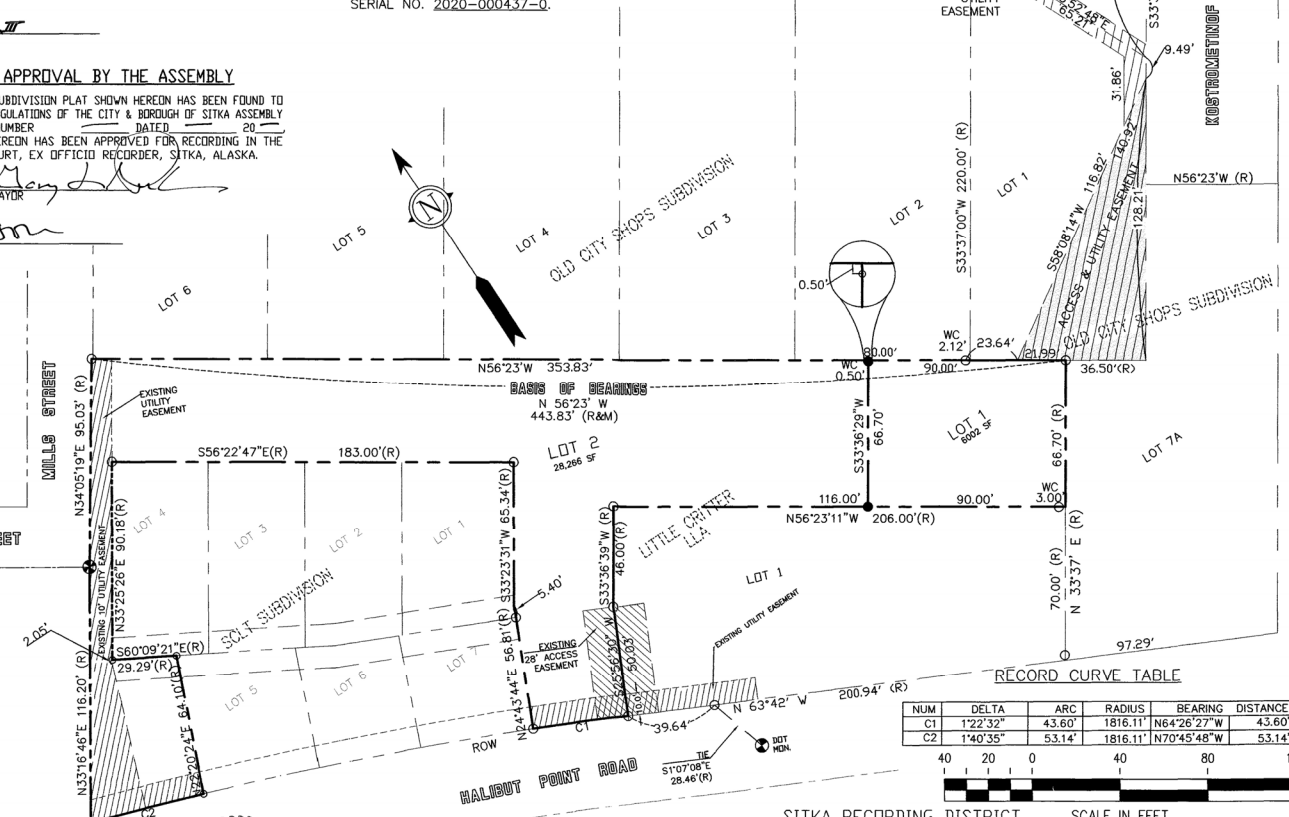 SERIAL NO. 2020-000437-0.
UTILITY
EASEMENT
65.21'
9.49'
31.86'
KOSTROMETINOF
APPROVAL BY THE ASSEMBLY
UBDIVISION PLAT SHOWN HEREON HAS BEEN FOUND TO
GULATIONS OF THE CITY & BOROUGH OF SITKA ASSEMBLY
UMBER DATED 20
EREON HAS BEEN APPROVED FOR RECORDING IN THE
URT, EX OFFICIO RECORDER, SITKA, ALASKA.
AYOR
N
LOT 6
LOT 5
LOT 4
LOT 3
LOT 2
LOT 1
OLD CITY SHOPS SUBDIVISION
S33°37'00"W 220.00' (R)
S58°08'14"W 116.82'
140.92'
ACCESS & UTILITY EASEMENT
128.21'
N56°23'W (R)
OLD CITY SHOPS SUBDIVISION
0.50'
N56°23'W 353.83'
80.00'
WC
0.50'
WC
2.12'
23.64'
90.00'
21.99'
36.50'(R)
BASIS OF BEARINGS
N 56°23' W
443.83' (R&M)
MILLS STREET
N34°05'19"E 95.03' (R)
EXISTING
UTILITY
EASEMENT
S56°22'47"E(R) 183.00'(R)
LOT 2
28,266 SF
S33°36'29"W
66.70'
LOT 1
6002 SF
66.70' (R)
LOT 7A
116.00'
90.00'
WC
3.00'
N56°23'11"W 206.00'(R)
EET
EXISTING 10' UTILITY EASEMENT
N33°25'26"E 90.18'(R)
LOT 4
LOT 3
LOT 2
LOT 1
SCLT SUBDIVISION
S33°23'31"W 65.34'(R)
S33°36'39"W (R)
46.00'(R)
LITTLE CRITTER
LLA
LOT 1
70.00' (R)
N 33°37' E (R)
2.05'
5.40'
S60°09'21"E(R)
29.29'(R)
N33°16'46"E 116.20' (R)
N22°20'24"E 64.10'(R)
LOT 5
LOT 6
LOT 7
N24°43'44"E 56.81'(R)
EXISTING
28' ACCESS
EASEMENT
S25°56'30" W
50.03
10.0'
EXISTING UTILITY EASEMENT
C1
39.64'
N 63°42' W 200.94' (R)
97.29'
C2
ROW
HALIBUT POINT ROAD
TIE
S1°07'08"E
28.46'(R)
DOT
MON.
RECORD CURVE TABLE
NUM DELTA ARC RADIUS BEARING DISTANCE
C1 1°22'32" 43.60' 1816.11' N64°26'27"W 43.60'
C2 1°40'35" 53.14' 1816.11' N70°45'48"W 53.14'
40 20 0 40 80
SITKA RECORDING DISTRICT SCALE IN FEET